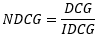 NDCG = DCG / IDCG